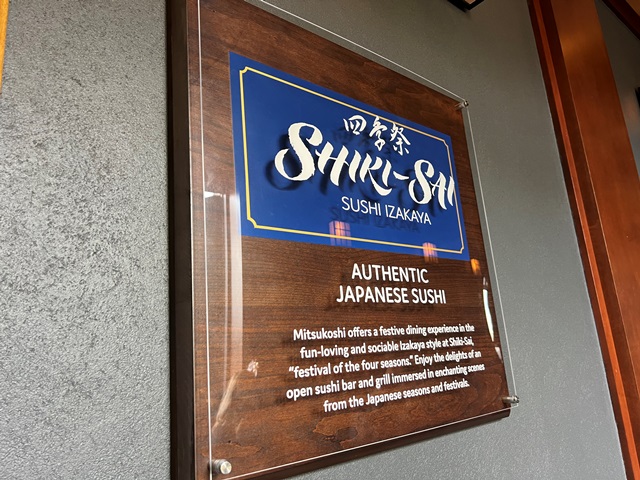 四季祭
SHIKI-SAI
SUSHI IZAKAYA
AUTHENTIC
JAPANESE SUSHI
Mitsukoshi offers a festive dining experience in the
fun-loving and sociable Izakaya style at Shiki-Sai,
“festival of the four seasons.” Enjoy the delights of an
open sushi bar and grill immersed in enchanting scenes
from the Japanese seasons and festivals.